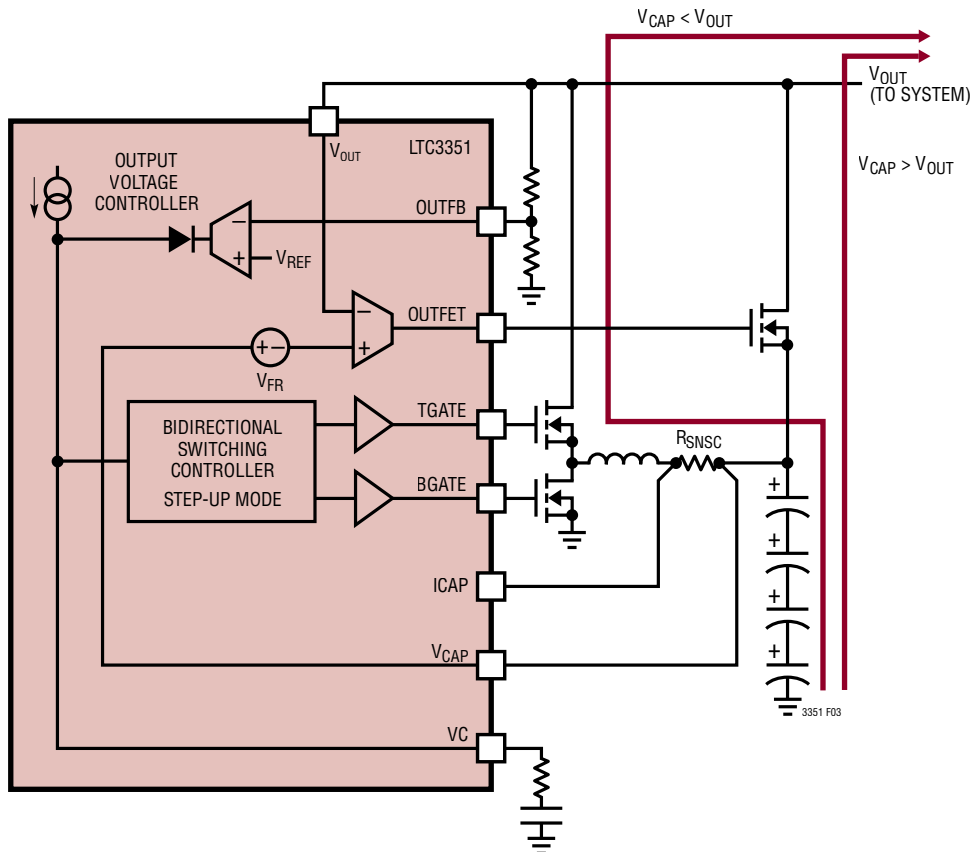 VCAP < VOUT
VOUT
(TO SYSTEM)
VCAP > VOUT
LTC3351
VOUT
OUTPUT
VOLTAGE
CONTROLLER
OUTFB
−
+
VREF
OUTFET
−
+
+−
VFR
TGATE
BIDIRECTIONAL
SWITCHING
CONTROLLER
STEP-UP MODE
RSNSC
BGATE
+
+
+
+
ICAP
VCAP
VC
3351 F03